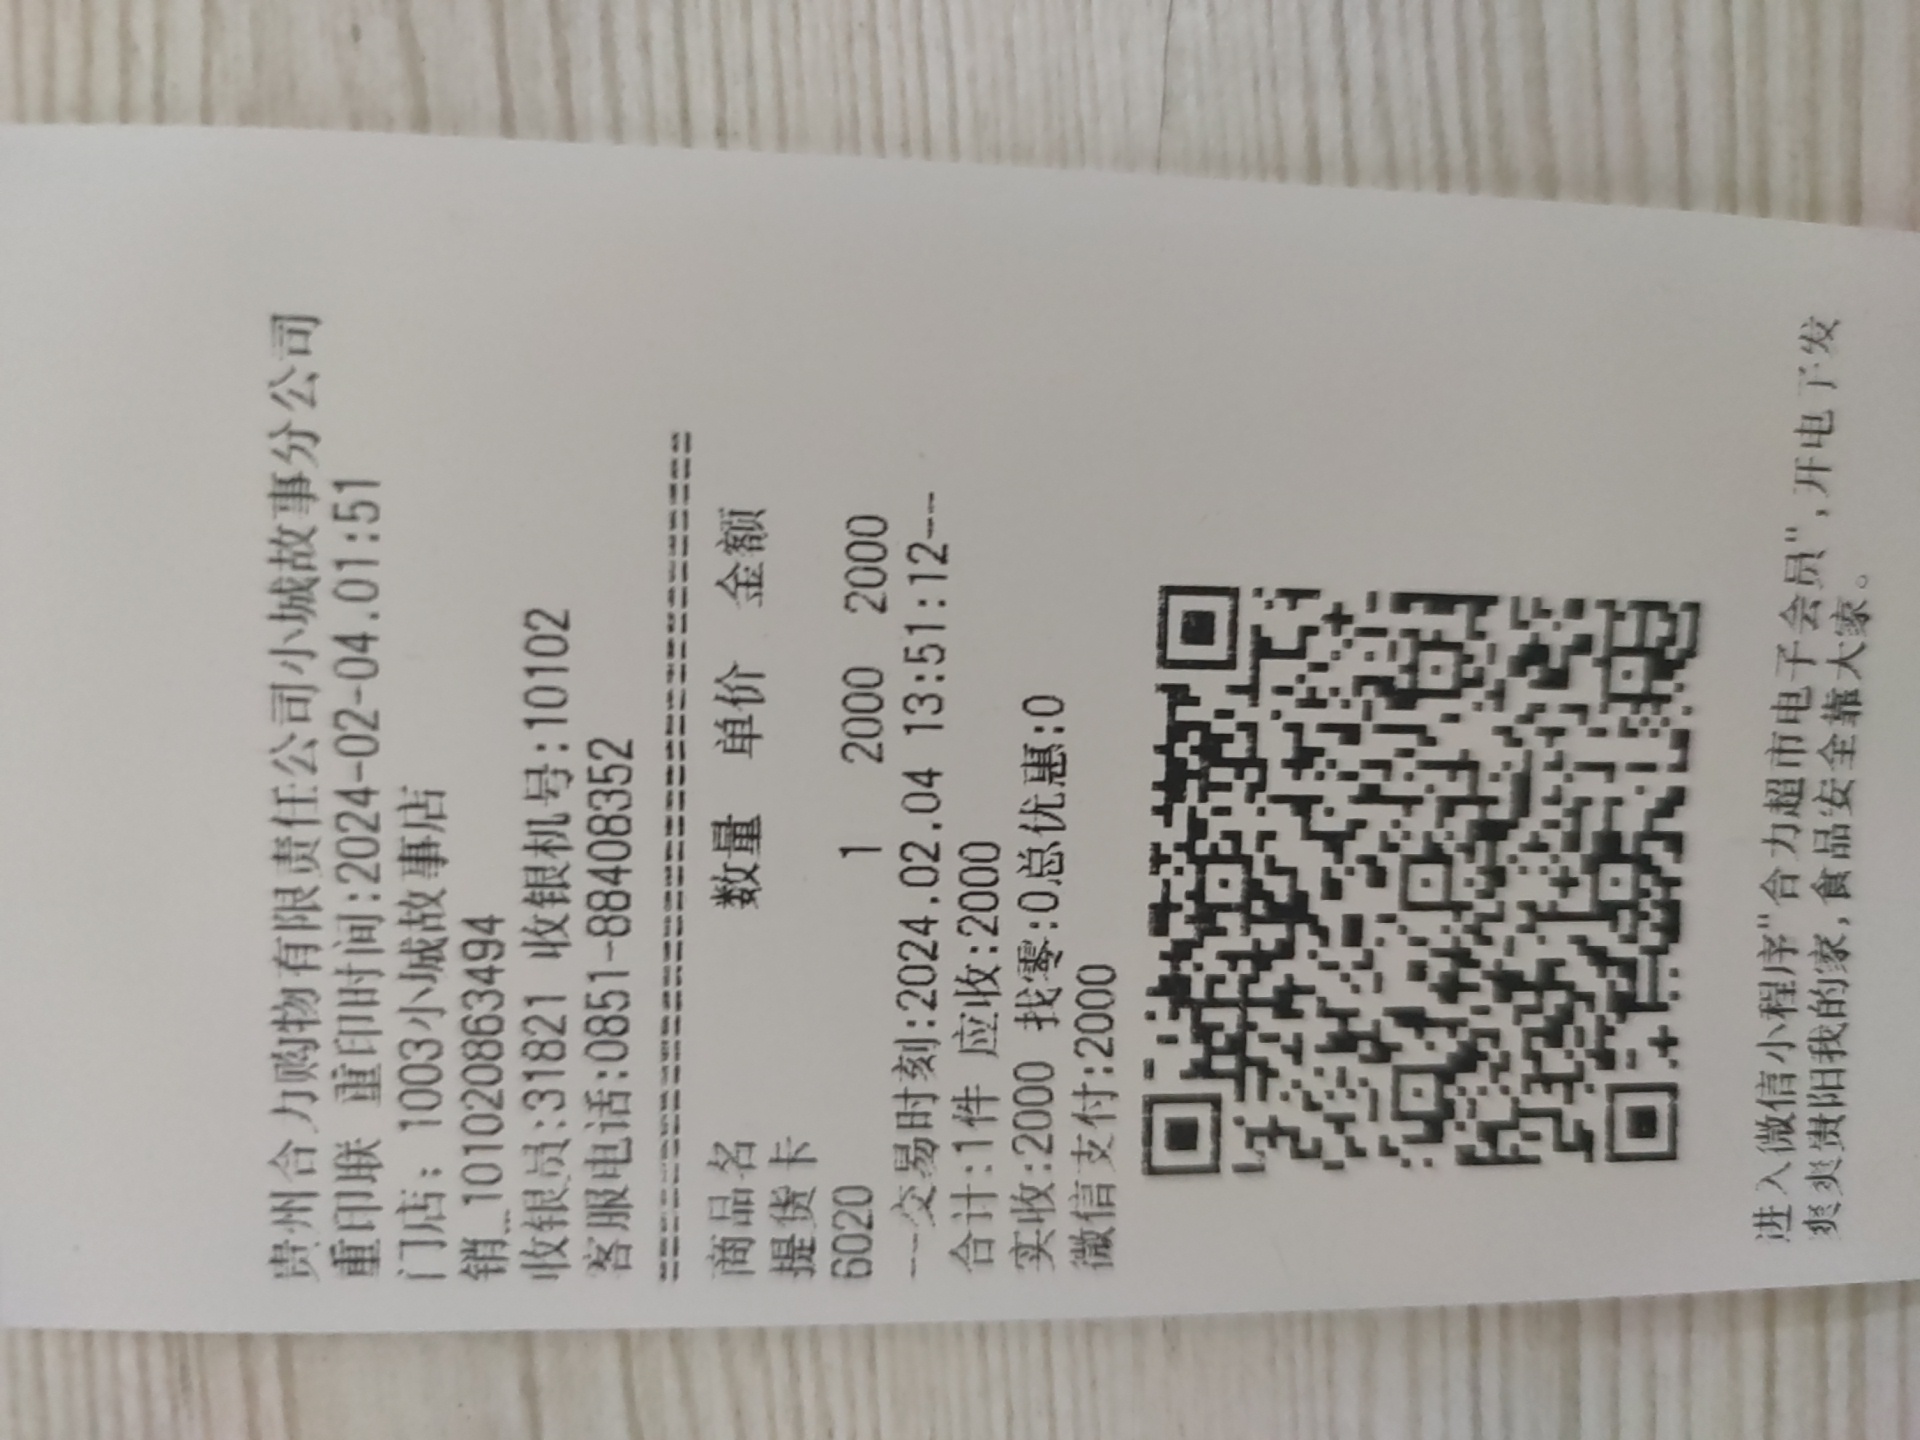 贵州合力购物有限责任公司小城故事分公司
重印联 重印时间:2024-02-04.01:51
门店: 1003小城故事店
销_101020863494
收银员:31821 收银机号:10102
客服电话:0851-88408352
==========================================
商品名 数量 单价 金额
提货卡
6020 1 2000 2000
---交易时刻:2024.02.04 13:51:12---
合计:1件 应收:2000
实收:2000 找零:0总优惠:0
微信支付:2000
进入微信小程序"合力超市电子会员",开电子发
爽爽贵阳我的家,食品安全靠大家。